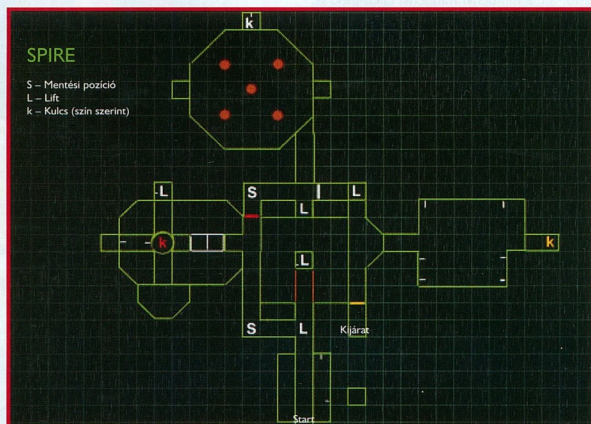 k
SPIRE
S – Mentési pozíció
L – Lift
k – Kulcs (szín szerint)
L
S
L
L
k
k
L
S
L
Kijárat
Start